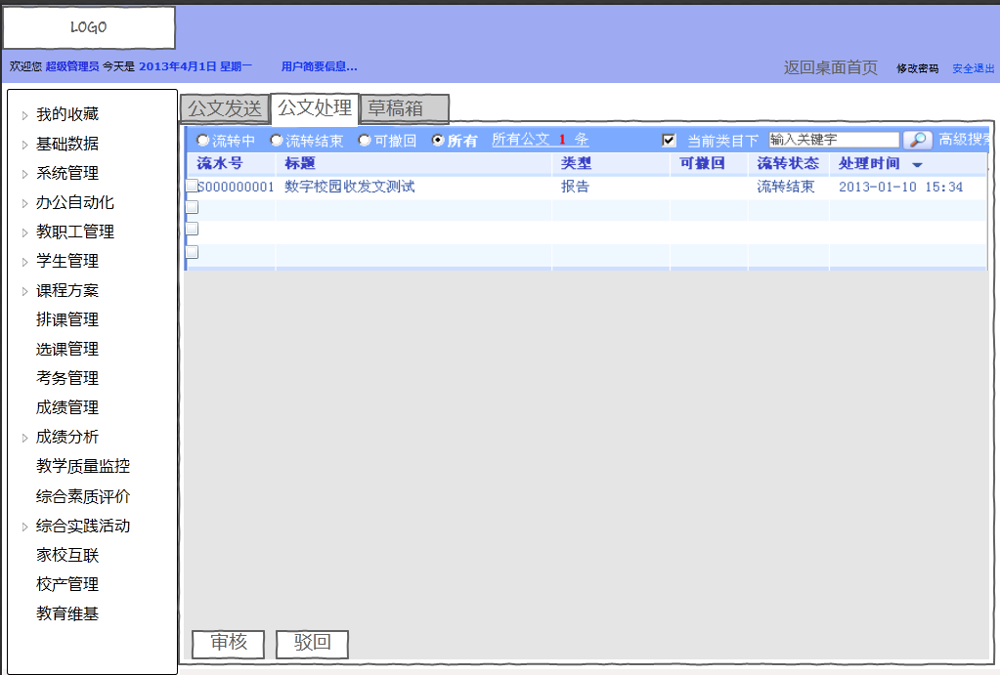 LOGO
欢迎您 超级管理员 今天是 2013年4月1日 星期一 用户简要信息... 返回桌面首页 修改密码 安全退出
我的收藏
基础数据
系统管理
办公自动化
教职工管理
学生管理
课程方案
排课管理
选课管理
考务管理
成绩管理
成绩分析
教学质量监控
综合素质评价
综合实践活动
家校互联
校产管理
教育维基
公文发送 公文处理 草稿箱
流转中 流转结束 可撤回 所有 所有公文 1 条 当前类目下 输入关键字 高级搜索
流水号 标题 类型 可撤回 流转状态 处理时间
S000000001 数字校园收发文测试 报告 流转结束 2013-01-10 15:34
审核 驳回